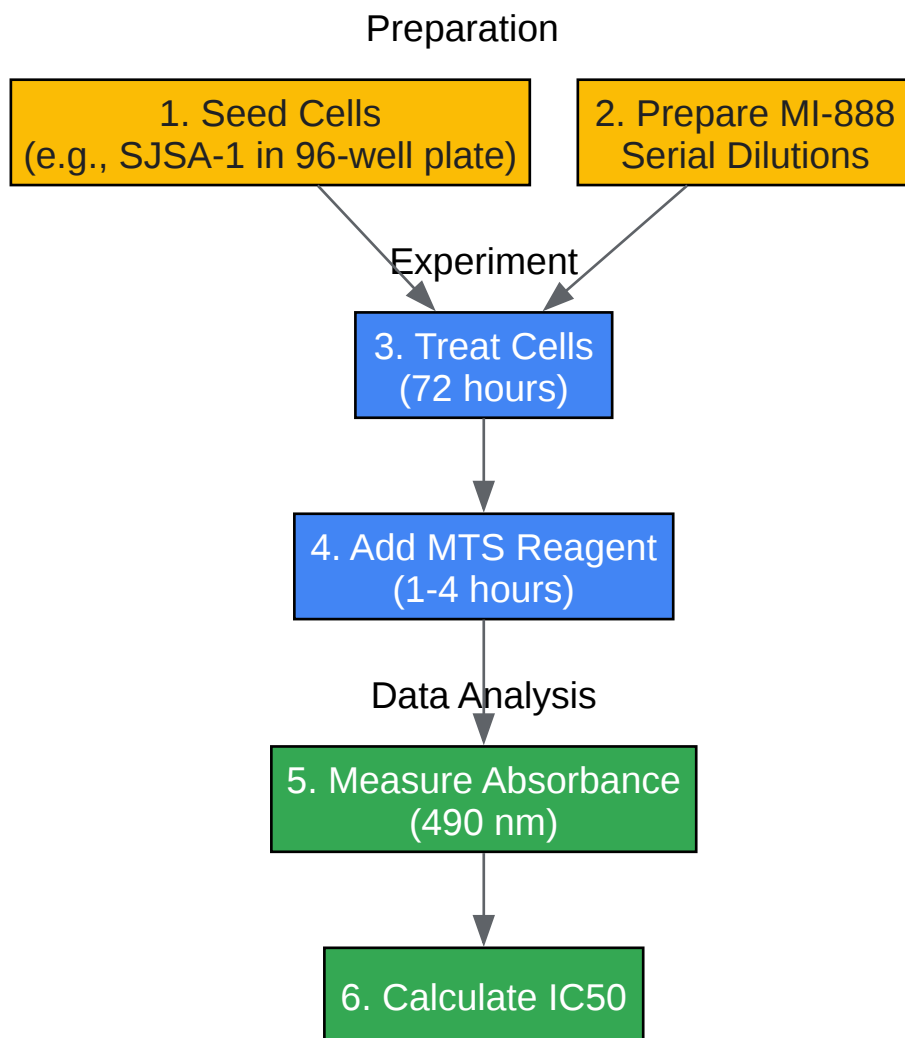 Preparation
1. Seed Cells
(e.g., SJSA-1 in 96-well plate)
2. Prepare MI-888
Serial Dilutions
Experiment
3. Treat Cells
(72 hours)
4. Add MTS Reagent
(1-4 hours)
Data Analysis
5. Measure Absorbance
(490 nm)
6. Calculate IC50